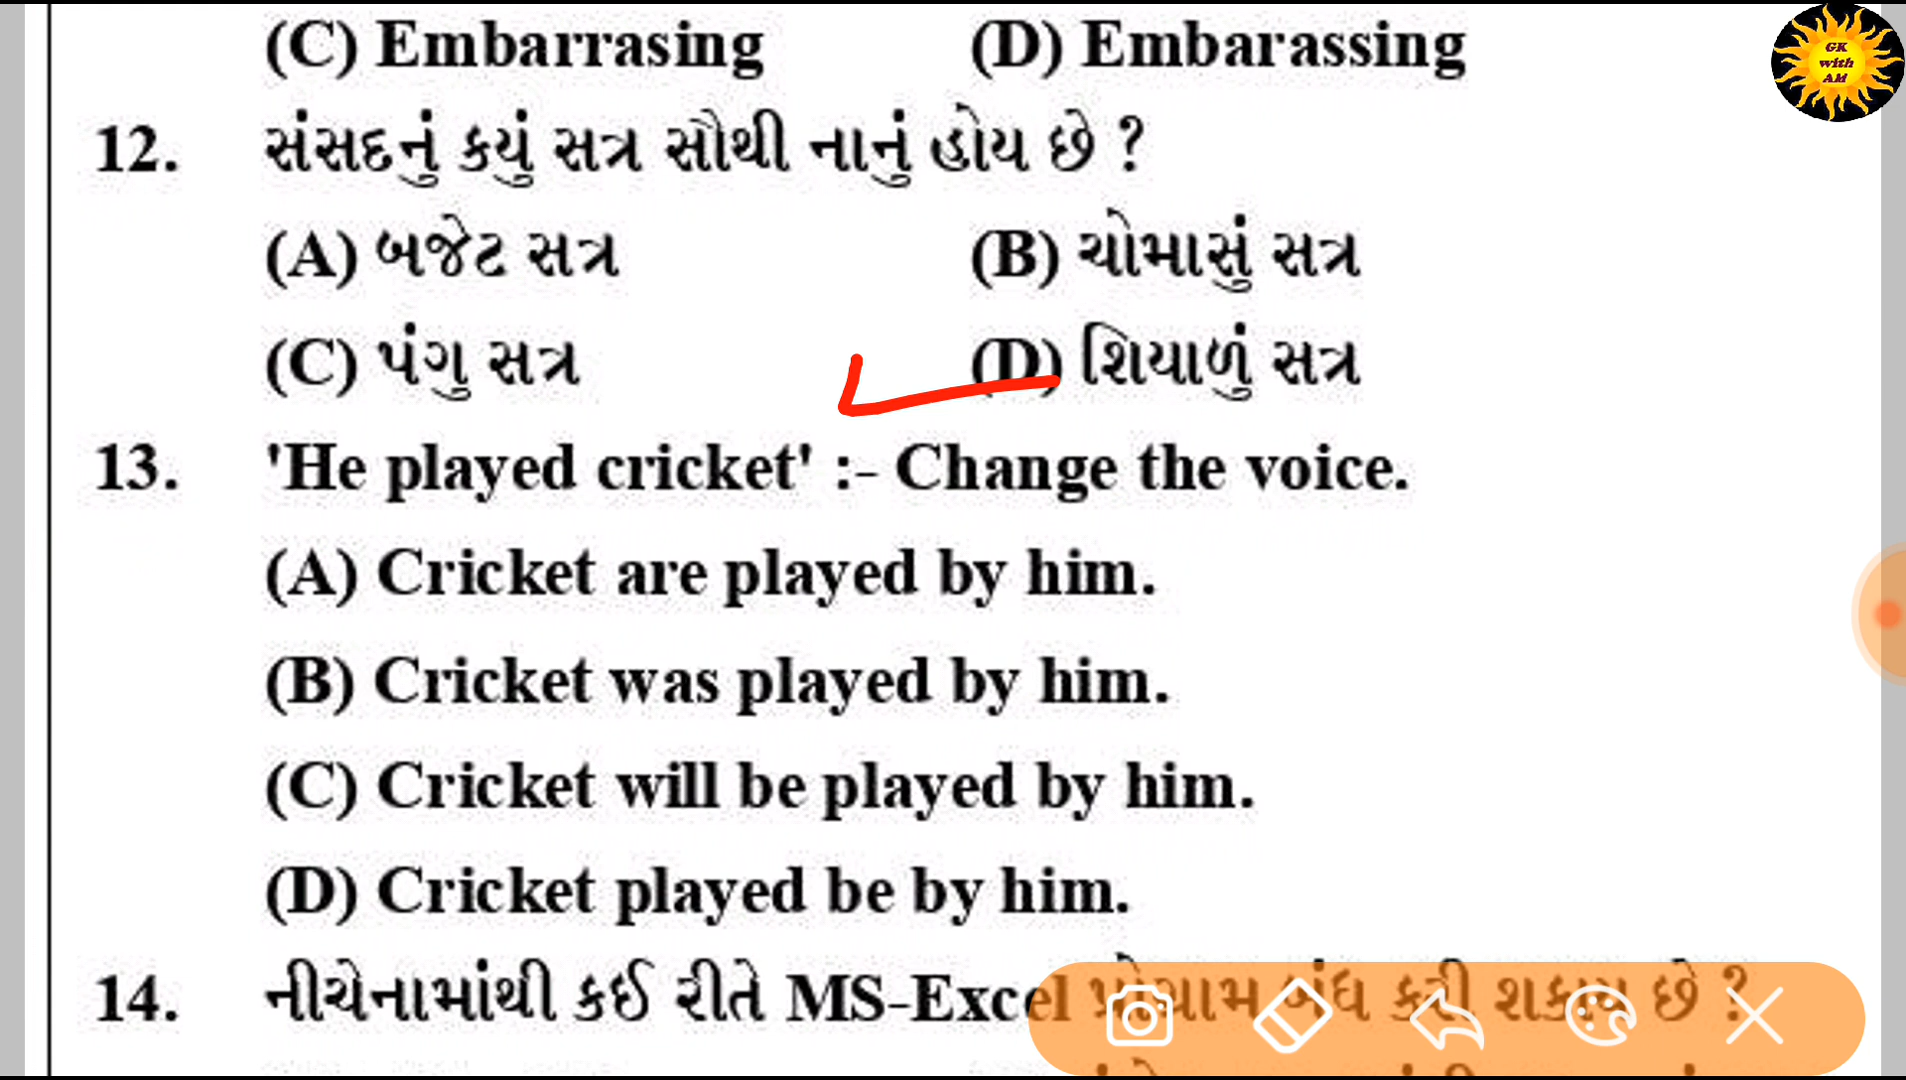 (C) Embarrasing (D) Embarassing
GK
with
AM
12. સંસદનું કયું સત્ર સૌથી નાનું હોય છે ?
(A) બજેટ સત્ર (B) ચોમાસું સત્ર
(C) પંગુ સત્ર (D) શિયાળું સત્ર
13. 'He played cricket' :- Change the voice.
(A) Cricket are played by him.
(B) Cricket was played by him.
(C) Cricket will be played by him.
(D) Cricket played be by him.
14. નીચેનામાંથી કઈ રીતે MS-Excel પ્રોગ્રામ બંધ કરી શકાય છે ?